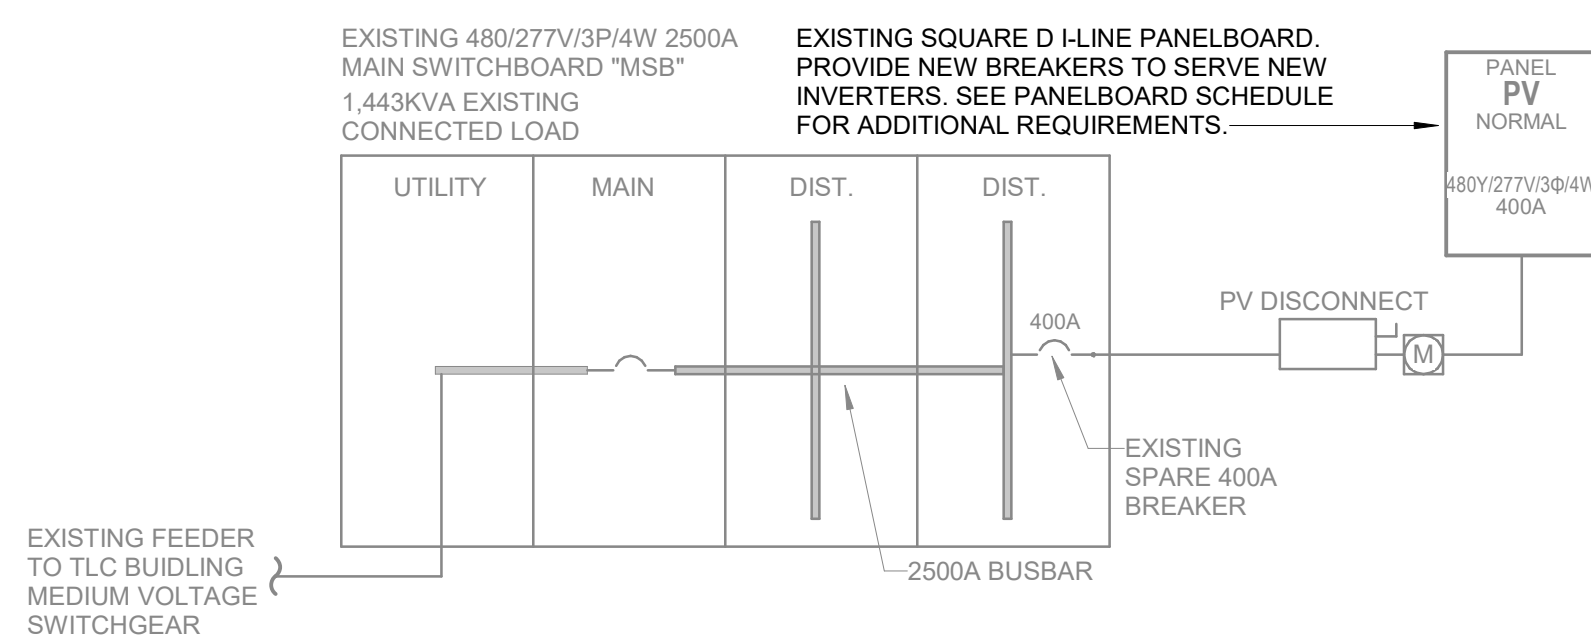 EXISTING 480/277V/3P/4W 2500A
MAIN SWITCHBOARD "MSB"
1,443KVA EXISTING
CONNECTED LOAD
EXISTING SQUARE D I-LINE PANELBOARD.
PROVIDE NEW BREAKERS TO SERVE NEW
INVERTERS. SEE PANELBOARD SCHEDULE
FOR ADDITIONAL REQUIREMENTS.
PANEL
PV
NORMAL
480Y/277V/3Φ/4W
400A
UTILITY
MAIN
DIST.
DIST.
400A
PV DISCONNECT
M
EXISTING
SPARE 400A
BREAKER
2500A BUSBAR
EXISTING FEEDER
TO TLC BUIDLING
MEDIUM VOLTAGE
SWITCHGEAR